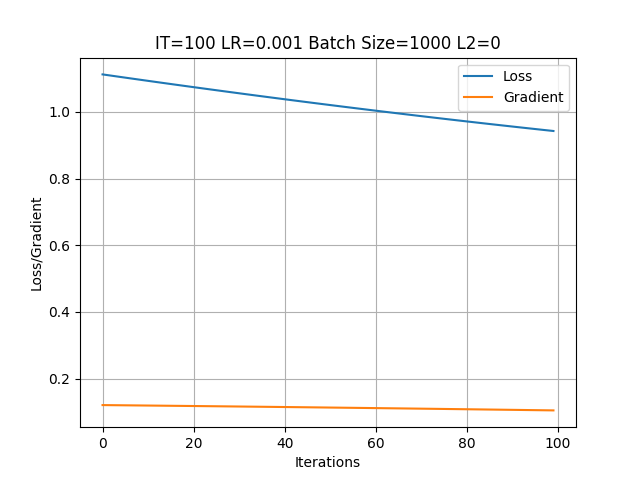 IT=100 LR=0.001 Batch Size=1000 L2=0
Loss
Gradient
1.0
0.8
0.6
0.4
0.2
Loss/Gradient
0 20 40 60 80 100
Iterations